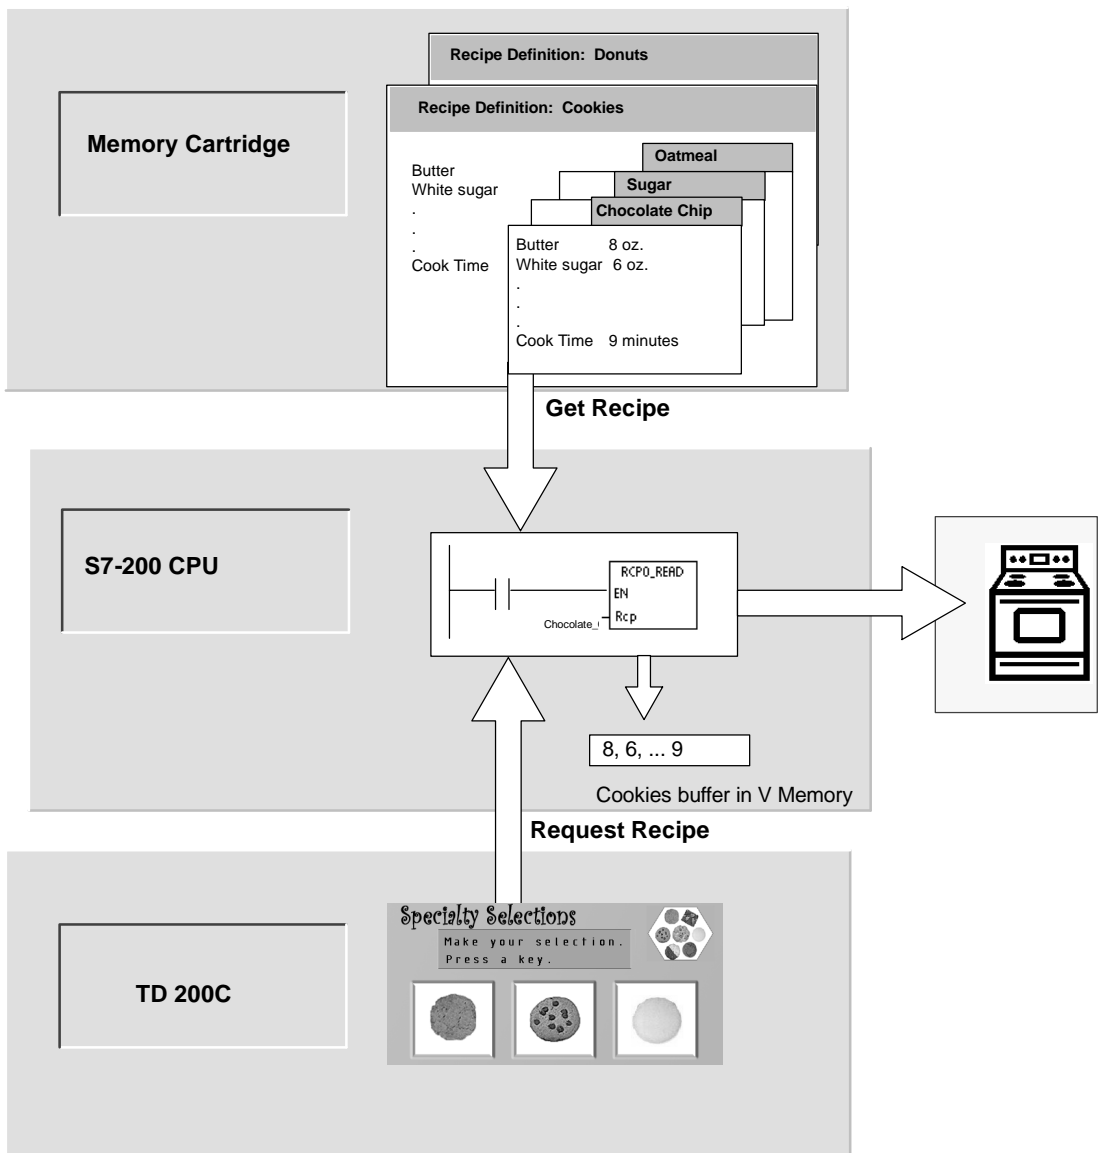 Recipe Definition: Donuts
Recipe Definition: Cookies
Memory Cartridge
Oatmeal
Sugar
Chocolate Chip
Butter
White sugar
.
.
.
Cook Time
Butter 8 oz.
White sugar 6 oz.
.
.
.
Cook Time 9 minutes
Get Recipe
S7-200 CPU
RCP0_READ
EN
Rcp
Chocolate_
8, 6, ... 9
Cookies buffer in V Memory
Request Recipe
TD 200C
Specialty Selections
Make your selection.
Press a key.